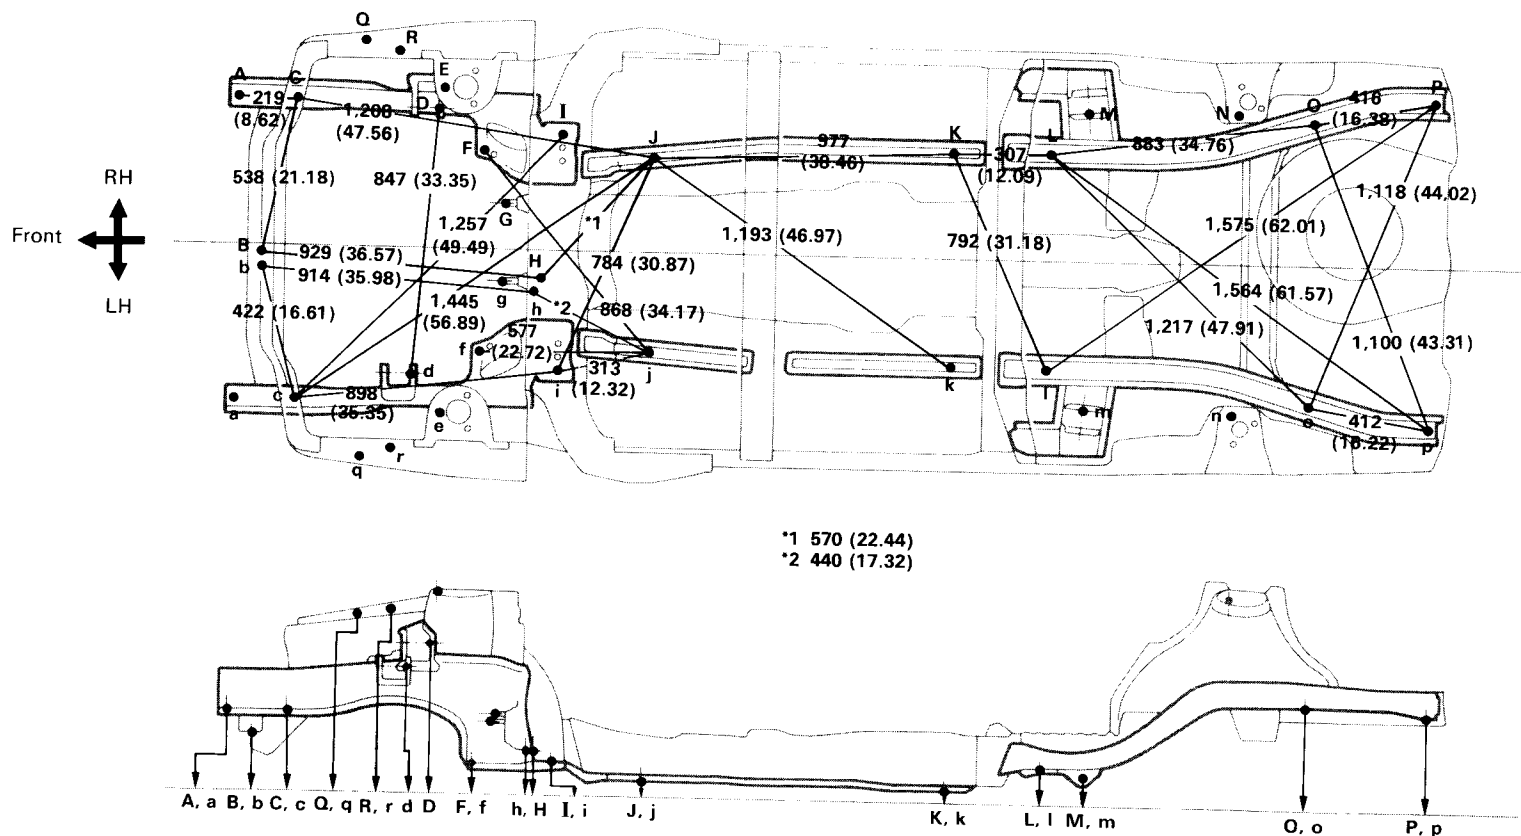 Q
R
A
C
E
219
(8.62)
1,208
(47.56)
D
I
F
J
977
(38.46)
K
307
(12.09)
L
M
883 (34.76)
N
O
416
(16.38)
P
RH
Front
LH
538 (21.18)
847 (33.35)
G
1,257
(49.49)
*1
1,193 (46.97)
792 (31.18)
1,118 (44.02)
1,575 (62.01)
B
929 (36.57)
H
784 (30.87)
b
914 (35.98)
g
h
*2
1,445
(56.89)
868 (34.17)
1,564 (61.57)
422 (16.61)
577
(22.72)
1,217 (47.91)
1,100 (43.31)
f
d
j
313
(12.32)
i
k
l
c
898
(35.35)
a
e
m
n
o
412
(16.22)
p
q
r
*1 570 (22.44)
*2 440 (17.32)
A, a B, b C, c Q, q R, r d D F, f h, H I, i J, j K, k L, l M, m O, o P, p